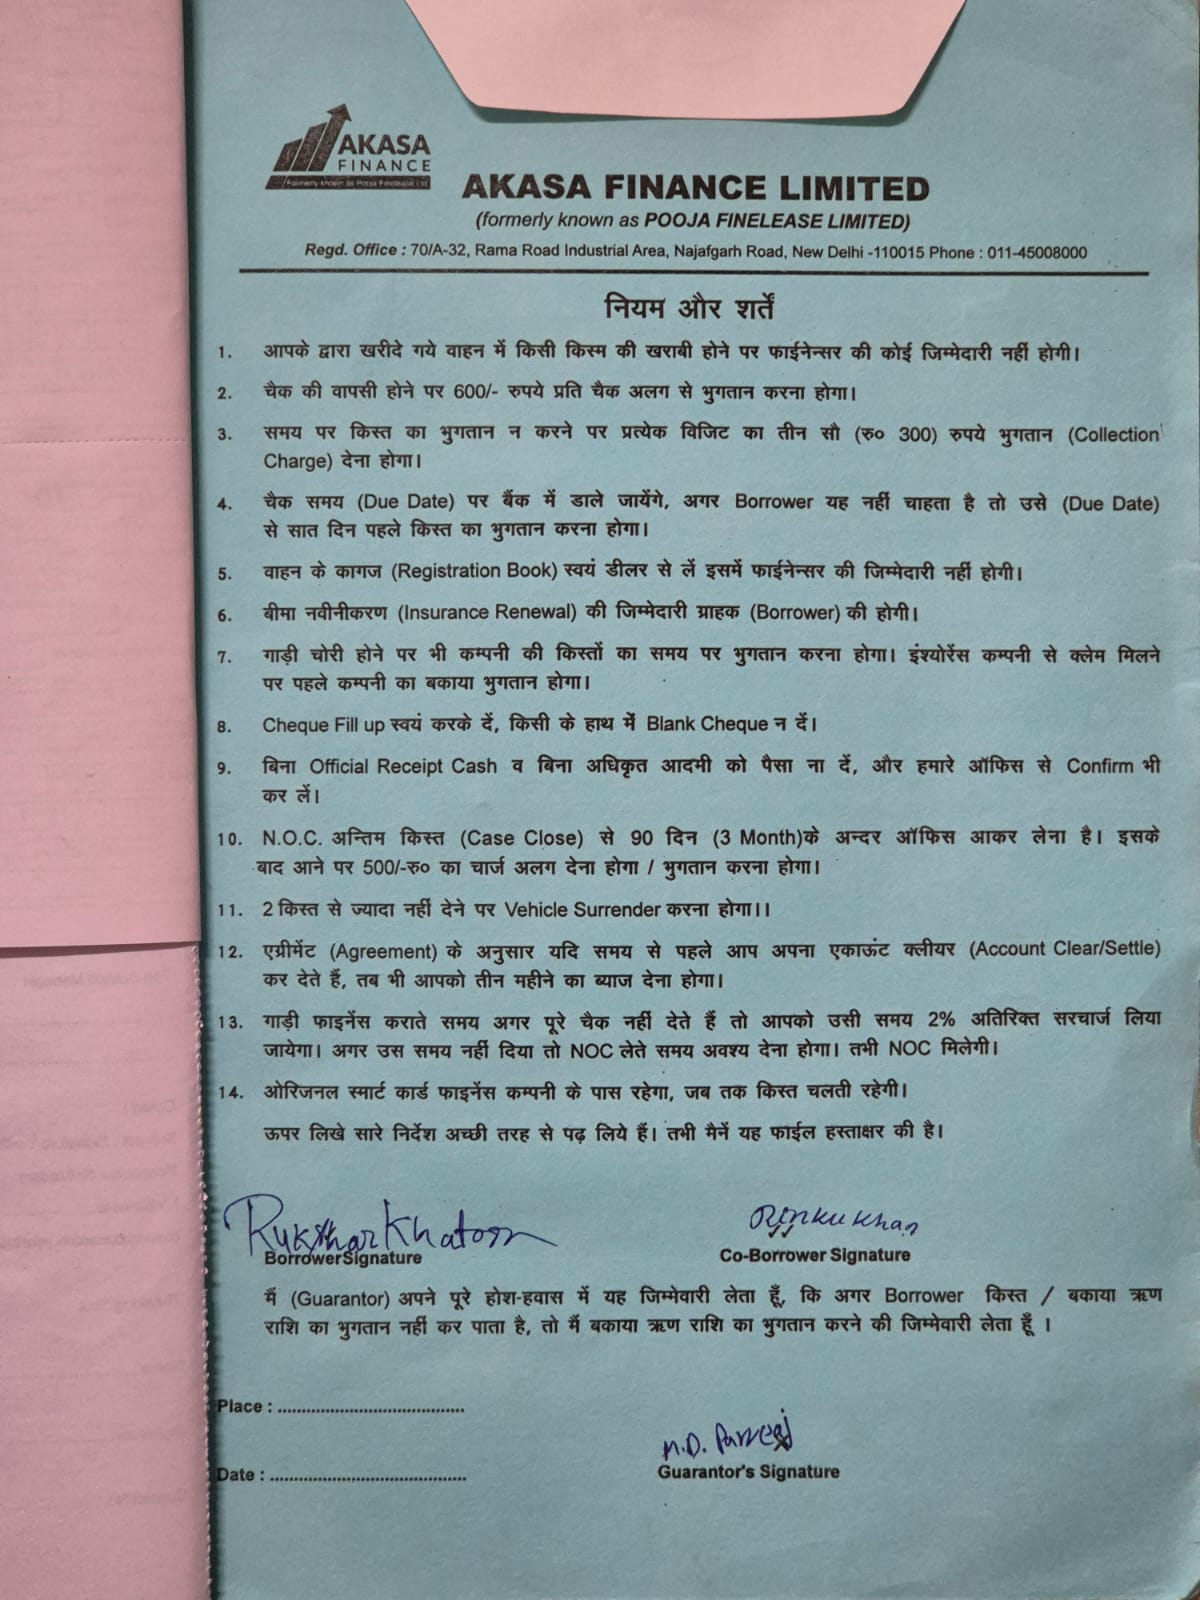 AKASA
FINANCE
Formerly known as Pooja Finelease Ltd
AKASA FINANCE LIMITED
(formerly known as POOJA FINELEASE LIMITED)
Regd. Office : 70/A-32, Rama Road Industrial Area, Najafgarh Road, New Delhi -110015 Phone : 011-45008000
नियम और शर्तें
1. आपके द्वारा खरीदे गये वाहन में किसी किस्म की खराबी होने पर फाईनेन्सर की कोई जिम्मेदारी नहीं होगी।
2. चैक की वापसी होने पर 600/- रुपये प्रति चैक अलग से भुगतान करना होगा।
3. समय पर किस्त का भुगतान न करने पर प्रत्येक विजिट का तीन सौ (रु० 300) रुपये भुगतान (Collection
Charge) देना होगा।
4. चैक समय (Due Date) पर बैंक में डाले जायेंगे, अगर Borrower यह नहीं चाहता है तो उसे (Due Date)
से सात दिन पहले किस्त का भुगतान करना होगा।
5. वाहन के कागज (Registration Book) स्वयं डीलर से लें इसमें फाईनेन्सर की जिम्मेदारी नहीं होगी।
6. बीमा नवीनीकरण (Insurance Renewal) की जिम्मेदारी ग्राहक (Borrower) की होगी।
7. गाड़ी चोरी होने पर भी कम्पनी की किस्तों का समय पर भुगतान करना होगा। इंश्योरेंस कम्पनी से क्लेम मिलने
पर पहले कम्पनी का बकाया भुगतान होगा।
8. Cheque Fill up स्वयं करके दें, किसी के हाथ में Blank Cheque न दें।
9. बिना Official Receipt Cash व बिना अधिकृत आदमी को पैसा ना दें, और हमारे ऑफिस से Confirm भी
कर लें।
10. N.O.C. अन्तिम किस्त (Case Close) से 90 दिन (3 Month)के अन्दर ऑफिस आकर लेना है। इसके
बाद आने पर 500/-रु० का चार्ज अलग देना होगा / भुगतान करना होगा।
11. 2 किस्त से ज्यादा नहीं देने पर Vehicle Surrender करना होगा।।
12. एग्रीमेंट (Agreement) के अनुसार यदि समय से पहले आप अपना एकाऊंट क्लीयर (Account Clear/Settle)
कर देते हैं, तब भी आपको तीन महीने का ब्याज देना होगा।
13. गाड़ी फाइनेंस कराते समय अगर पूरे चैक नहीं देते हैं तो आपको उसी समय 2% अतिरिक्त सरचार्ज लिया
जायेगा। अगर उस समय नहीं दिया तो NOC लेते समय अवश्य देना होगा। तभी NOC मिलेगी।
14. ओरिजनल स्मार्ट कार्ड फाइनेंस कम्पनी के पास रहेगा, जब तक किस्त चलती रहेगी।
ऊपर लिखे सारे निर्देश अच्छी तरह से पढ़ लिये हैं। तभी मैनें यह फाईल हस्ताक्षर की है।
Rukshar Khatoon Rinku khan
Borrower Signature Co-Borrower Signature
मैं (Guarantor) अपने पूरे होश-हवास में यह जिम्मेवारी लेता हूँ, कि अगर Borrower किस्त / बकाया ऋण
राशि का भुगतान नहीं कर पाता है, तो मैं बकाया ऋण राशि का भुगतान करने की जिम्मेवारी लेता हूँ ।
Place : ......................................
M.D. Parveaj
Date : ........................................ Guarantor's Signature